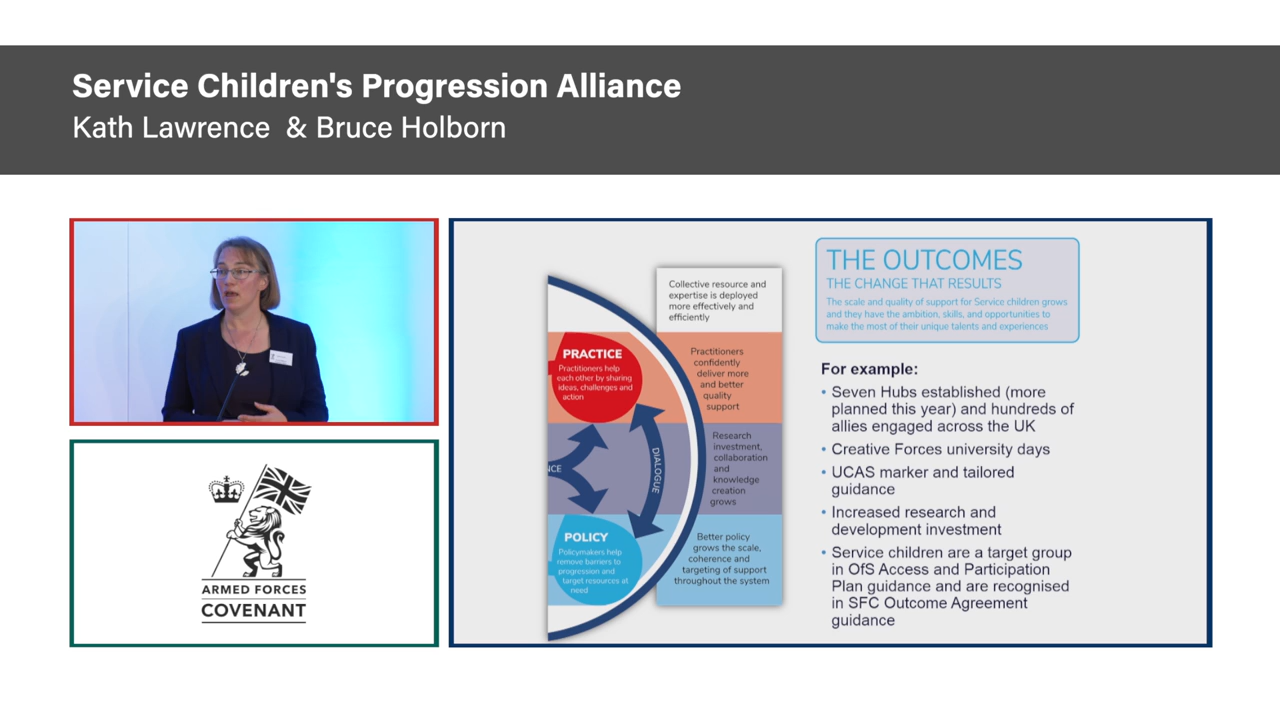 Service Children's Progression Alliance
Kath Lawrence & Bruce Holborn
ARMED FORCES
COVENANT
Collective resource and
expertise is deployed
more effectively and
efficiently
PRACTICE
Practitioners help
each other by sharing
ideas, challenges and
action
Practitioners
confidently
deliver more
and better
quality
support
NCE
DIALOGUE
Research
investment,
collaboration
and
knowledge
creation
grows
POLICY
Policymakers help
remove barriers to
progression and
target resources at
need
Better policy
grows the scale,
coherence and
targeting of support
throughout the system
THE OUTCOMES
THE CHANGE THAT RESULTS
The scale and quality of support for Service children grows
and they have the ambition, skills, and opportunities to
make the most of their unique talents and experiences
For example:
• Seven Hubs established (more
planned this year) and hundreds of
allies engaged across the UK
• Creative Forces university days
• UCAS marker and tailored
guidance
• Increased research and
development investment
• Service children are a target group
in OfS Access and Participation
Plan guidance and are recognised
in SFC Outcome Agreement
guidance